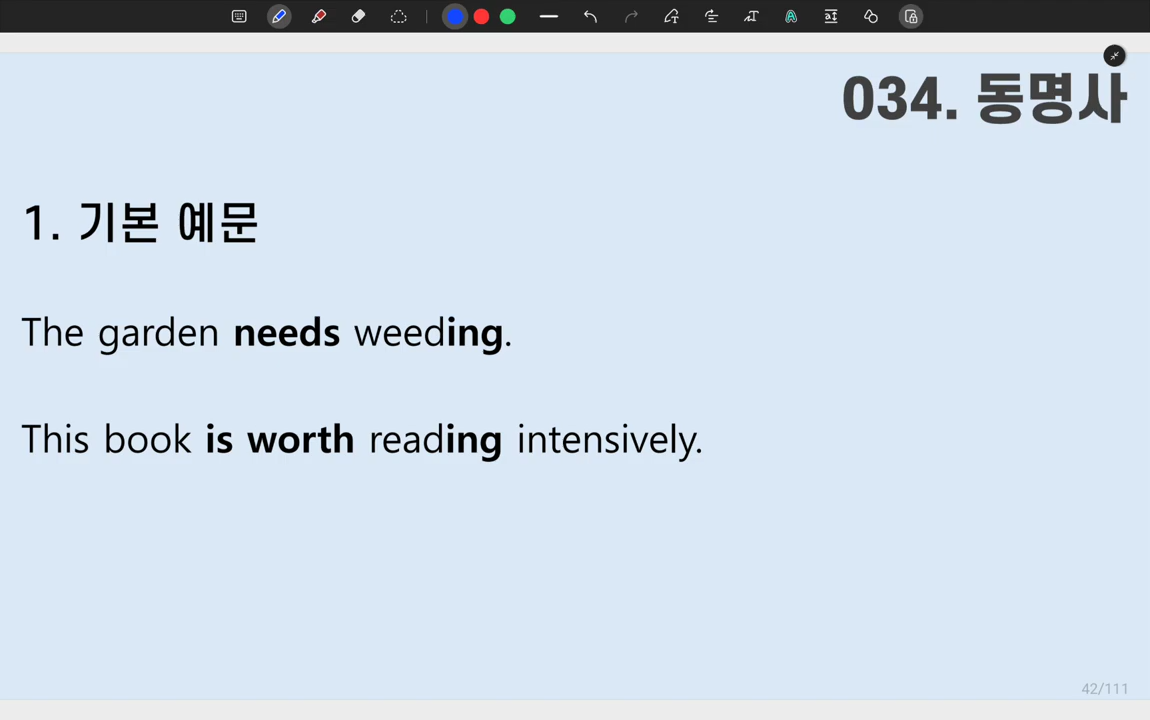 034. 동명사
1. 기본 예문
The garden needs weeding.
This book is worth reading intensively.
42/111